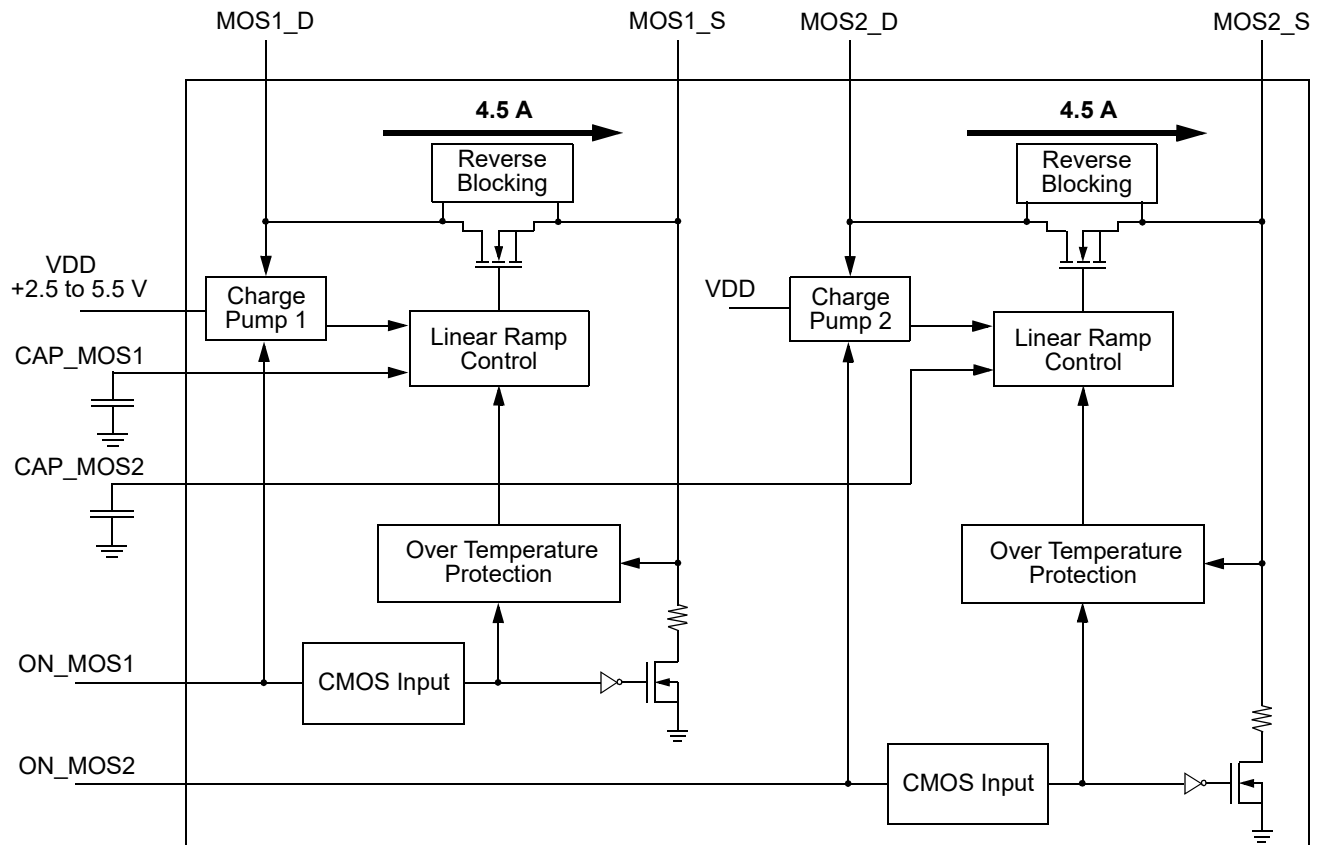 MOS1_D
MOS1_S
MOS2_D
MOS2_S
4.5 A
4.5 A
Reverse
Blocking
Reverse
Blocking
VDD
+2.5 to 5.5 V
Charge
Pump 1
Linear Ramp
Control
VDD
Charge
Pump 2
Linear Ramp
Control
CAP_MOS1
CAP_MOS2
Over Temperature
Protection
Over Temperature
Protection
ON_MOS1
CMOS Input
ON_MOS2
CMOS Input